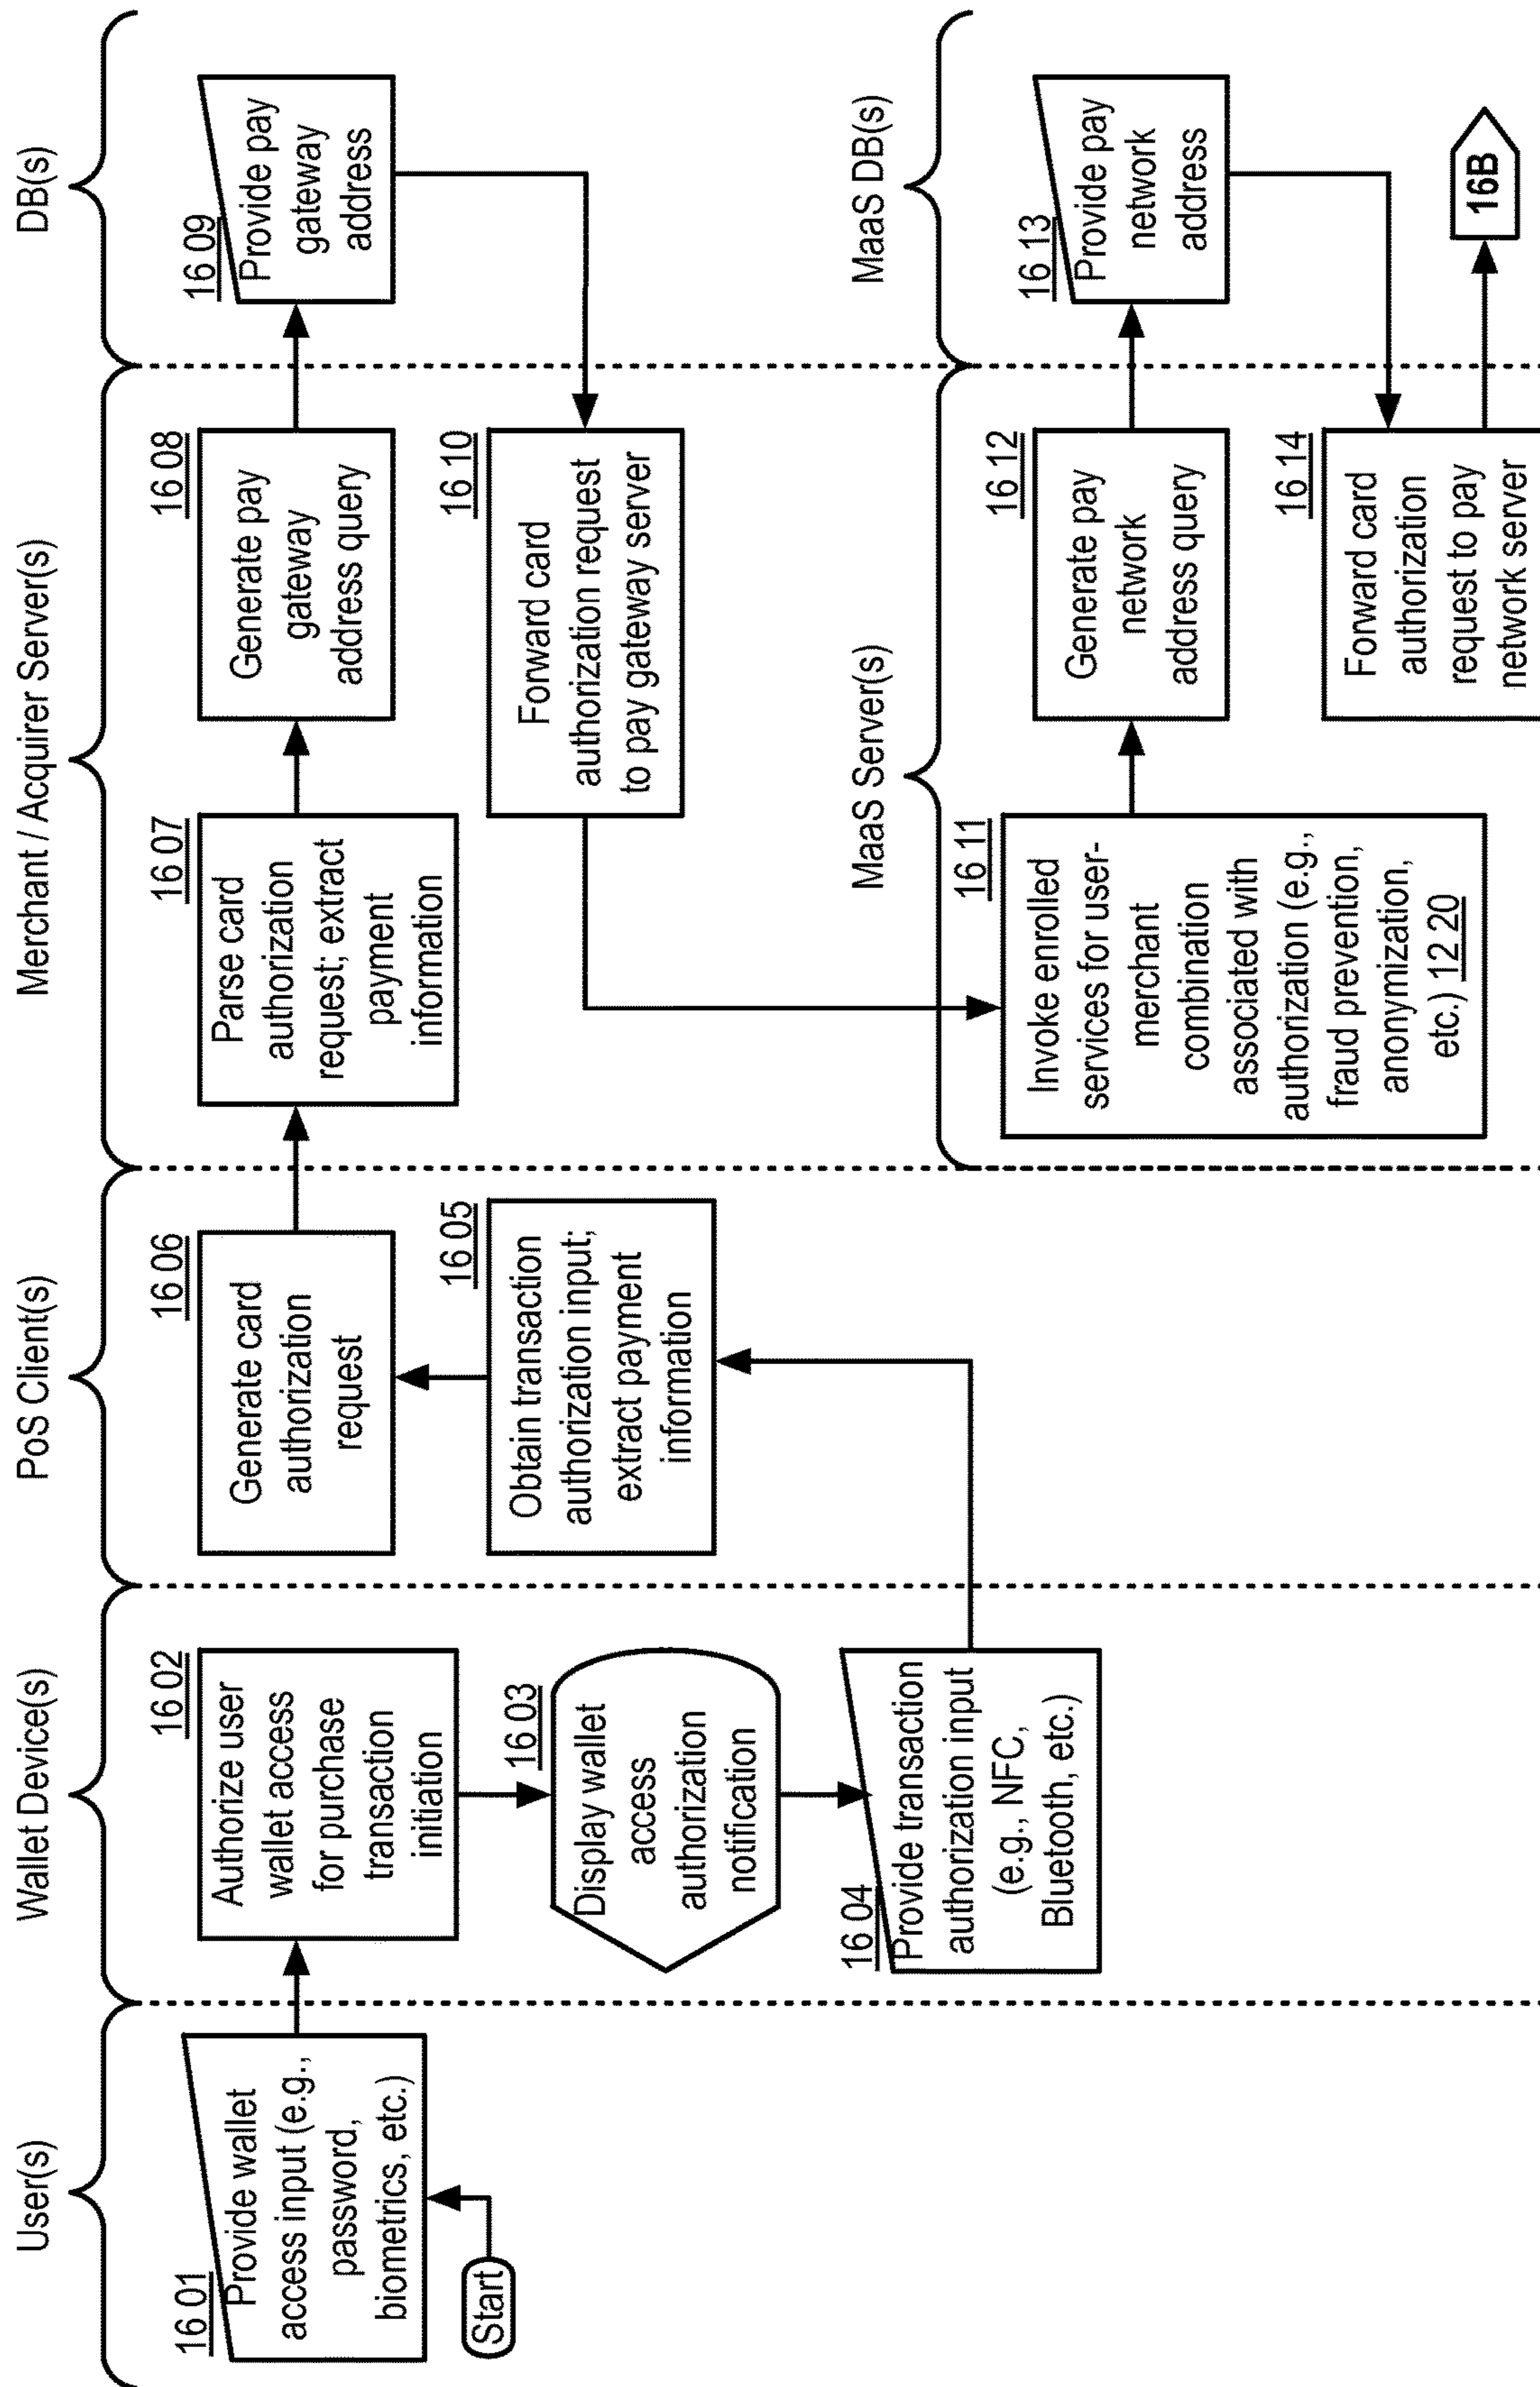 User(s)
Wallet Device(s)
PoS Client(s)
Merchant / Acquirer Server(s)
DB(s)
16 01
Provide wallet
access input (e.g.,
password,
biometrics, etc.)
Start
16 02
Authorize user
wallet access
for purchase
transaction
initiation
16 03
Display wallet
access
authorization
notification
16 04
Provide transaction
authorization input
(e.g., NFC,
Bluetooth, etc.)
16 05
Obtain transaction
authorization input;
extract payment
information
16 06
Generate card
authorization
request
16 07
Parse card
authorization
request; extract
payment
information
16 08
Generate pay
gateway
address query
16 09
Provide pay
gateway
address
16 10
Forward card
authorization request
to pay gateway server
MaaS Server(s)
MaaS DB(s)
16 11
Invoke enrolled
services for user-
merchant
combination
associated with
authorization (e.g.,
fraud prevention,
anonymization,
etc.) 12 20
16 12
Generate pay
network
address query
16 13
Provide pay
network
address
16 14
Forward card
authorization
request to pay
network server
16B